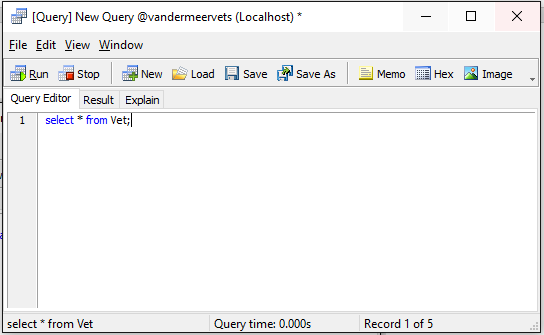 [Query] New Query @vandermeervets (Localhost) *
File Edit View Window
Run Stop New Load Save Save As Memo Hex Image
Query Editor Result Explain
1 select * from Vet;
select * from Vet Query time: 0.000s Record 1 of 5